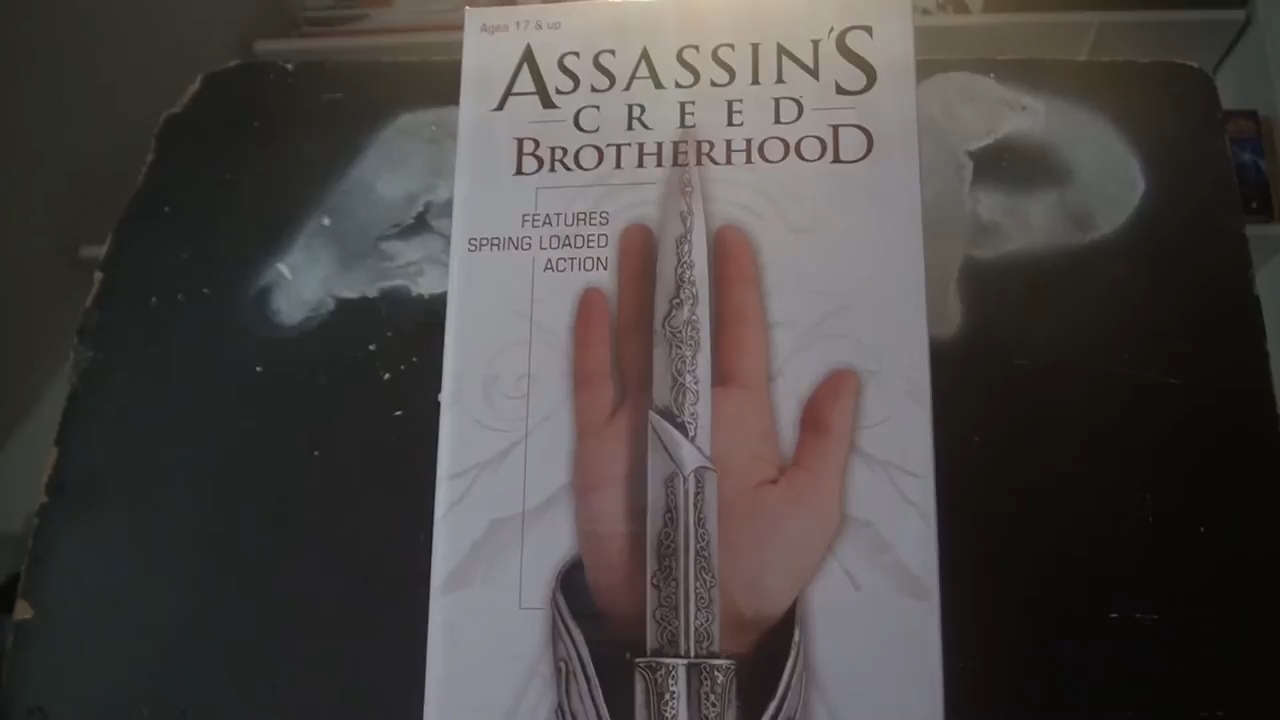 Ages 17 & up
ASSASSIN'S
CREED
BROTHERHOOD
FEATURES
SPRING LOADED
ACTION